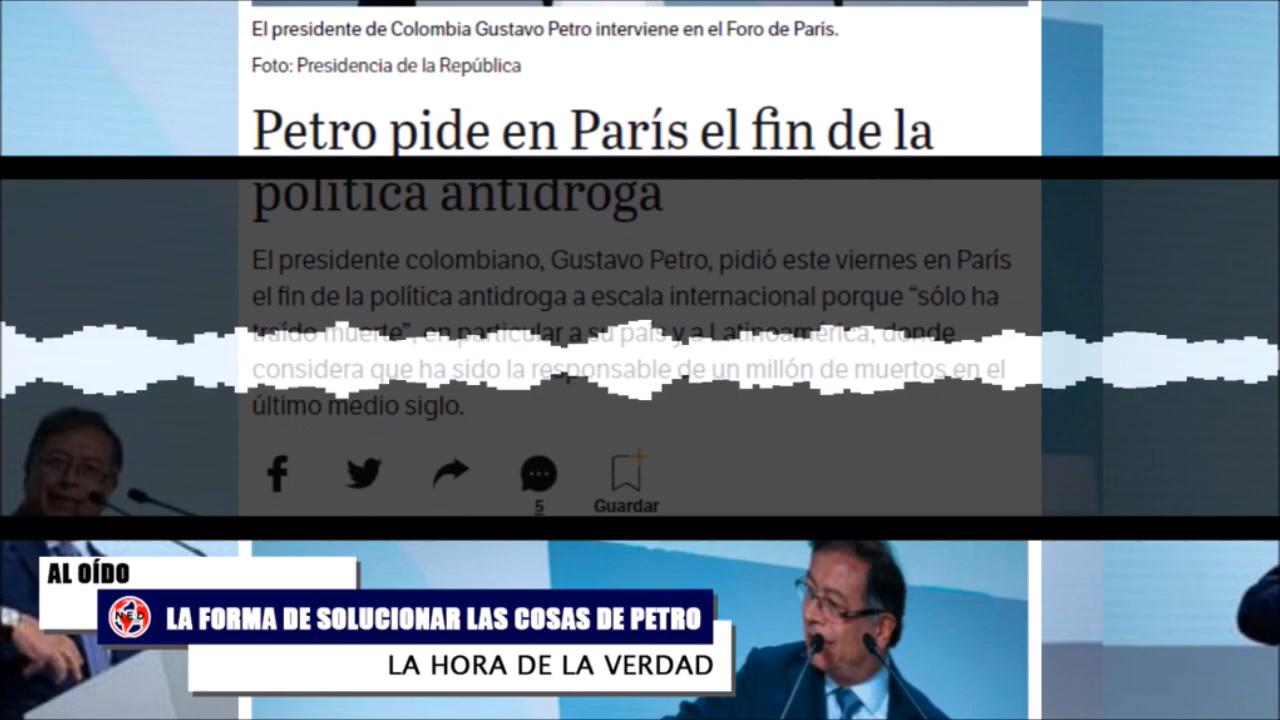 El presidente de Colombia Gustavo Petro interviene en el Foro de París.
Foto: Presidencia de la República
Petro pide en París el fin de la
política antidroga
El presidente colombiano, Gustavo Petro, pidió este viernes en París
el fin de la política antidroga a escala internacional porque “sólo ha
traído muerte”, en particular a su país y a Latinoamérica, donde
considera que ha sido la responsable de un millón de muertos en el
último medio siglo.
5
Guardar
AL OÍDO
LA FORMA DE SOLUCIONAR LAS COSAS DE PETRO
LA HORA DE LA VERDAD